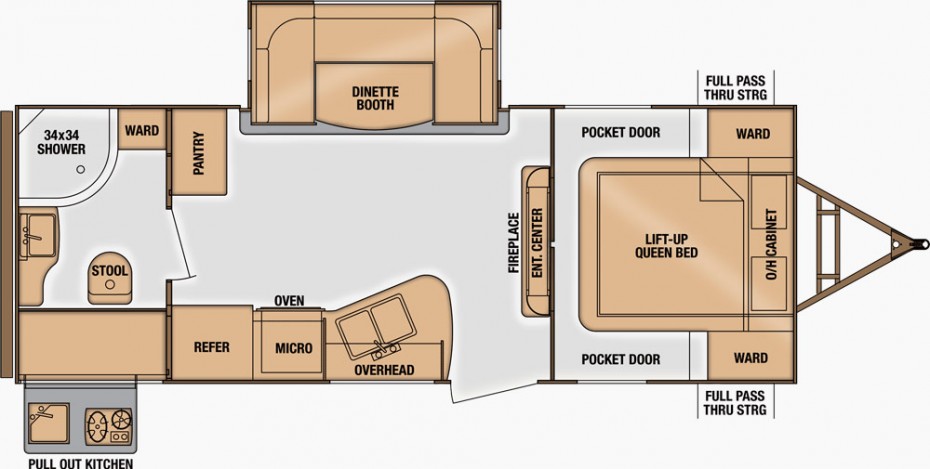 FULL PASS
THRU STRG
DINETTE
BOOTH
34x34
SHOWER
WARD
PANTRY
POCKET DOOR
WARD
FIREPLACE
ENT. CENTER
LIFT-UP
QUEEN BED
O/H CABINET
STOOL
OVEN
REFER
MICRO
OVERHEAD
POCKET DOOR
WARD
FULL PASS
THRU STRG
PULL OUT KITCHEN